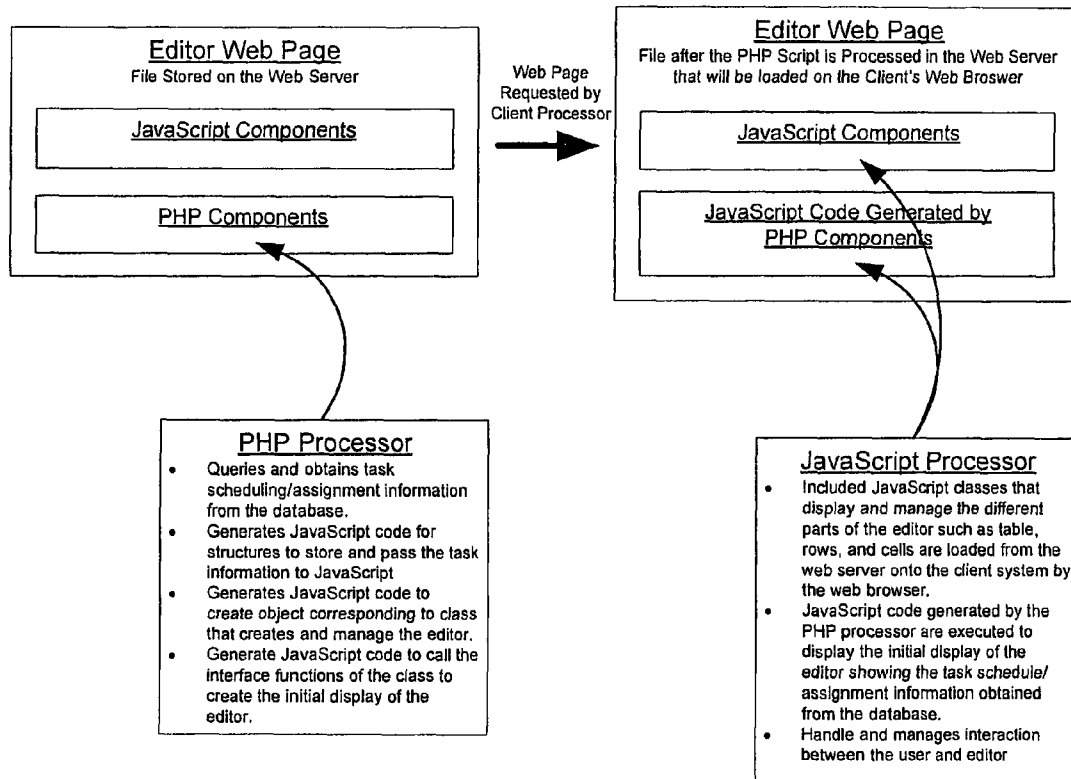 Editor Web Page
File Stored on the Web Server
JavaScript Components
PHP Components
Web Page
Requested by
Client Processor
Editor Web Page
File after the PHP Script is Processed in the Web Server
that will be loaded on the Client's Web Broswer
JavaScript Components
JavaScript Code Generated by
PHP Components
PHP Processor
• Queries and obtains task
scheduling/assignment information
from the database.
• Generates JavaScript code for
structures to store and pass the task
information to JavaScript
• Generates JavaScript code to
create object corresponding to class
that creates and manage the editor.
• Generate JavaScript code to call the
interface functions of the class to
create the initial display of the
editor.
JavaScript Processor
• Included JavaScript classes that
display and manage the different
parts of the editor such as table,
rows, and cells are loaded from the
web server onto the client system by
the web browser.
• JavaScript code generated by the
PHP processor are executed to
display the initial display of the
editor showing the task schedule/
assignment information obtained
from the database.
• Handle and manages interaction
between the user and editor